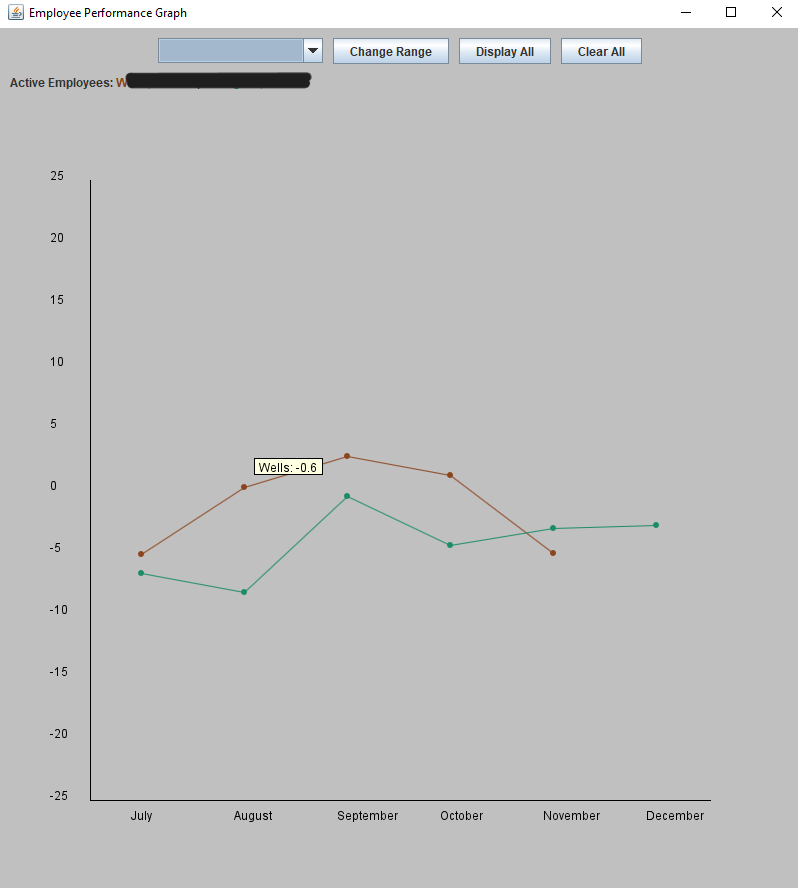 Employee Performance Graph
Change Range Display All Clear All
Active Employees:
25
20
15
10
5
Wells: -0.6
0
-5
-10
-15
-20
-25
July August September October November December